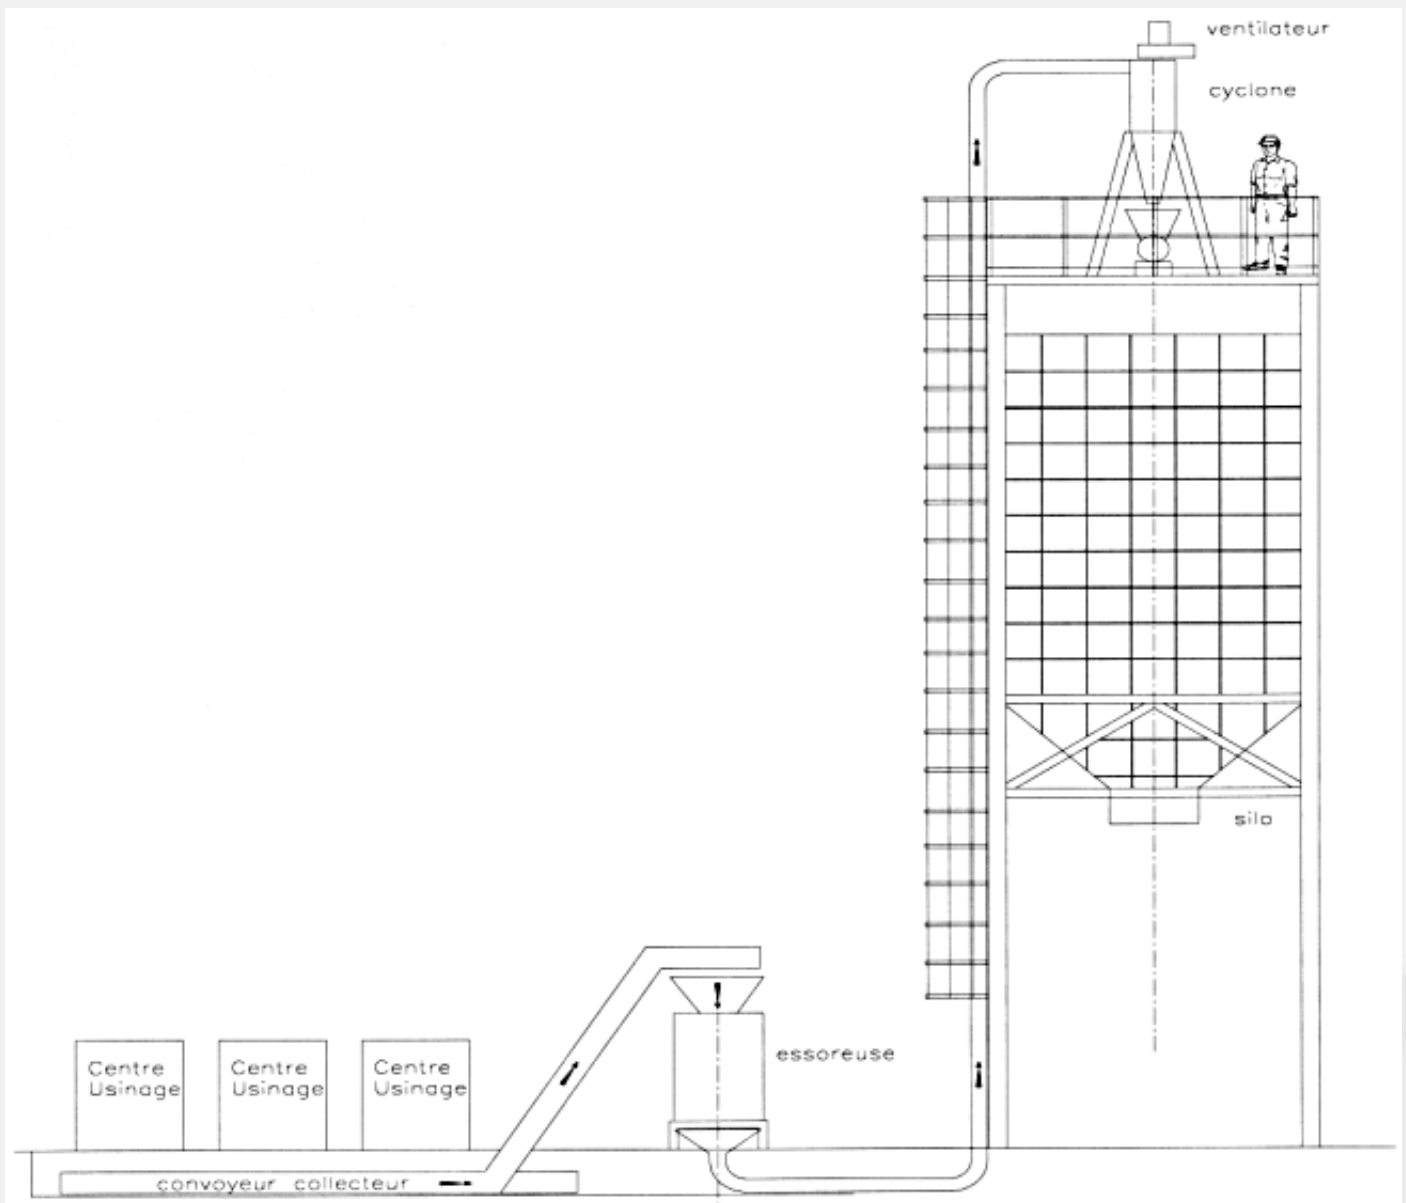 ventilateur
cyclone
silo
essoreuse
Centre
Usinage
Centre
Usinage
Centre
Usinage
convoyeur collecteur